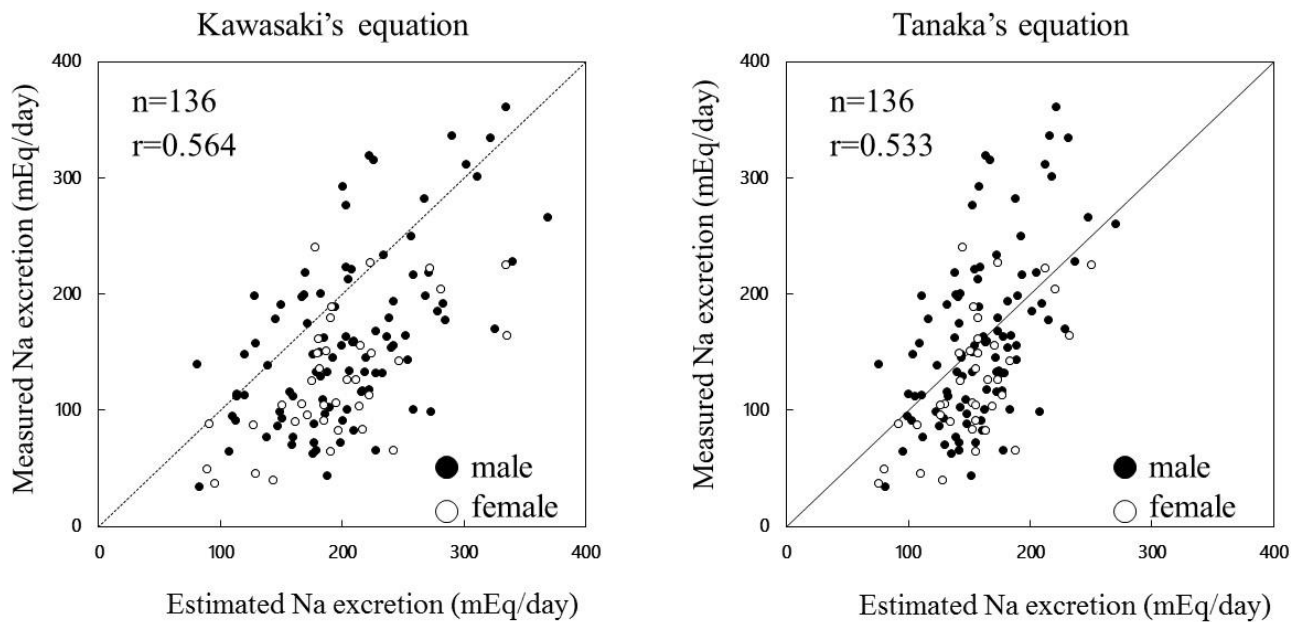 Kawasaki's equation
Measured Na excretion (mEq/day)
400
300
200
100
0
n=136
r=0.564
male
female
0 100 200 300 400
Estimated Na excretion (mEq/day)
Tanaka's equation
Measured Na excretion (mEq/day)
400
300
200
100
0
n=136
r=0.533
male
female
0 100 200 300 400
Estimated Na excretion (mEq/day)